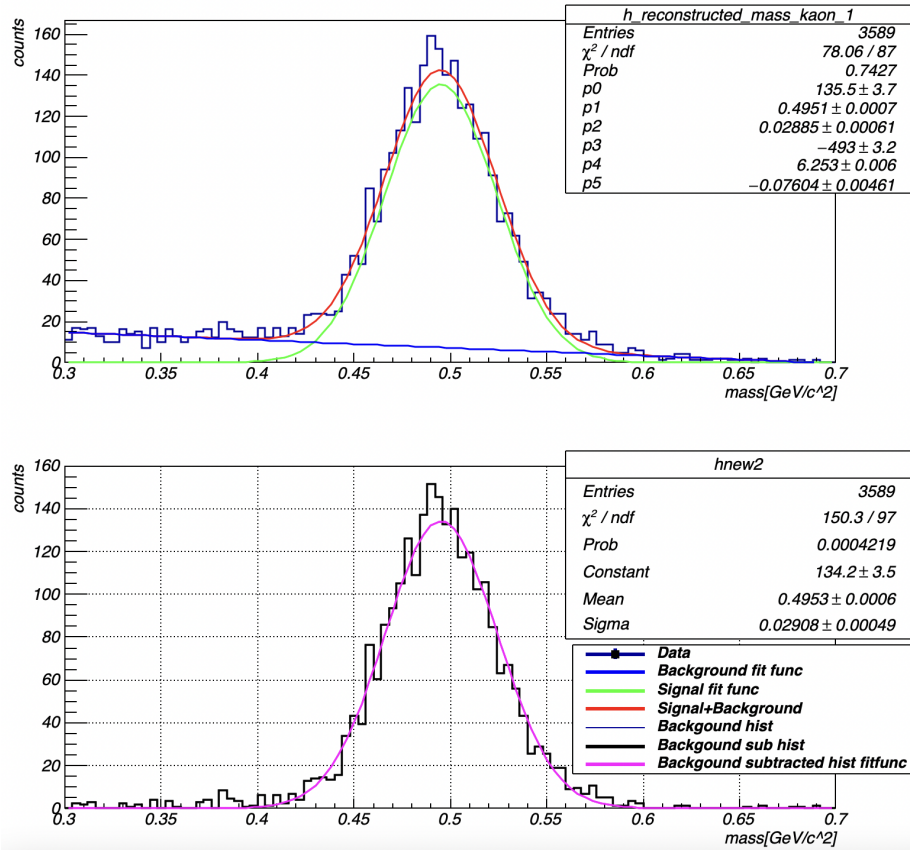 h_reconstructed_mass_kaon_1
Entries 3589
χ² / ndf 78.06 / 87
Prob 0.7427
p0 135.5 ± 3.7
p1 0.4951 ± 0.0007
p2 0.02885 ± 0.00061
p3 −493 ± 3.2
p4 6.253 ± 0.006
p5 −0.07604 ± 0.00461
counts
160
140
120
100
80
60
40
20
0
0.3 0.35 0.4 0.45 0.5 0.55 0.6 0.65 0.7
mass[GeV/c^2]
hnew2
Entries 3589
χ² / ndf 150.3 / 97
Prob 0.0004219
Constant 134.2 ± 3.5
Mean 0.4953 ± 0.0006
Sigma 0.02908 ± 0.00049
counts
160
140
120
100
80
60
40
20
0
Data
Background fit func
Signal fit func
Signal+Background
Backgound hist
Backgound sub hist
Backgound subtracted hist fitfunc
0.3 0.35 0.4 0.45 0.5 0.55 0.6 0.65 0.7
mass[GeV/c^2]